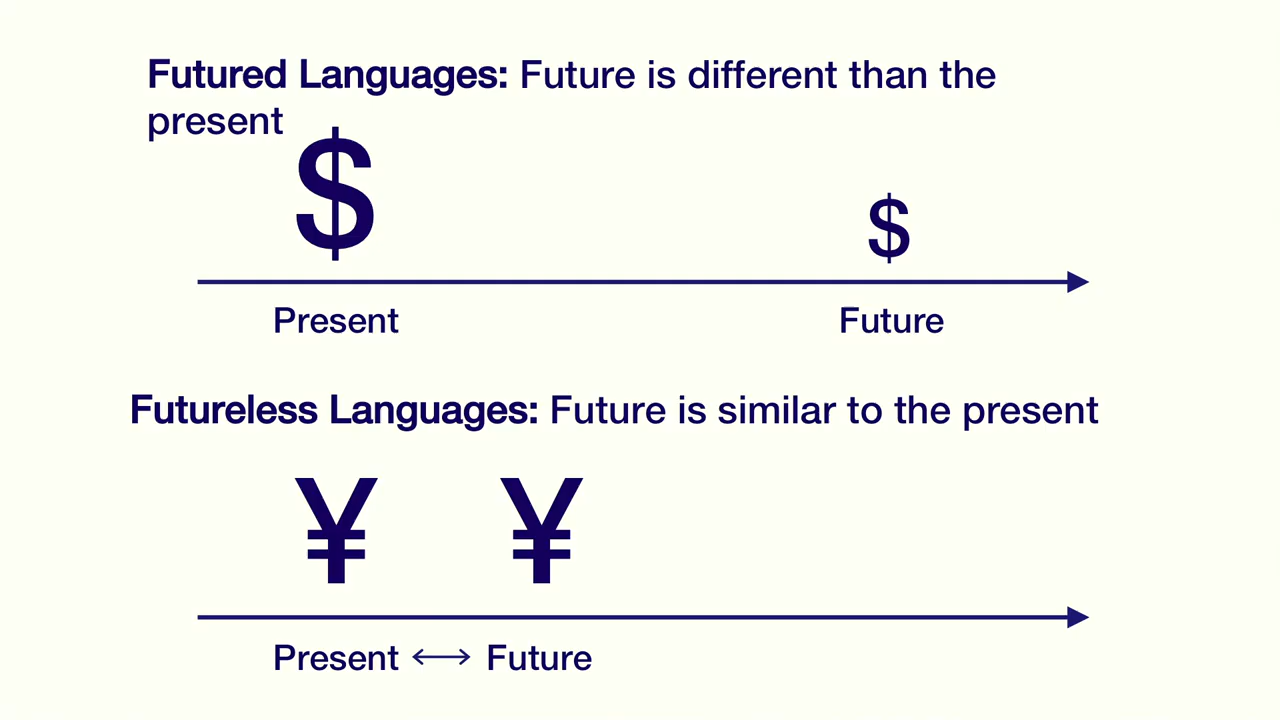 Futured Languages: Future is different than the
present
$ $
Present Future
Futureless Languages: Future is similar to the present
¥ ¥
Present ⟷ Future